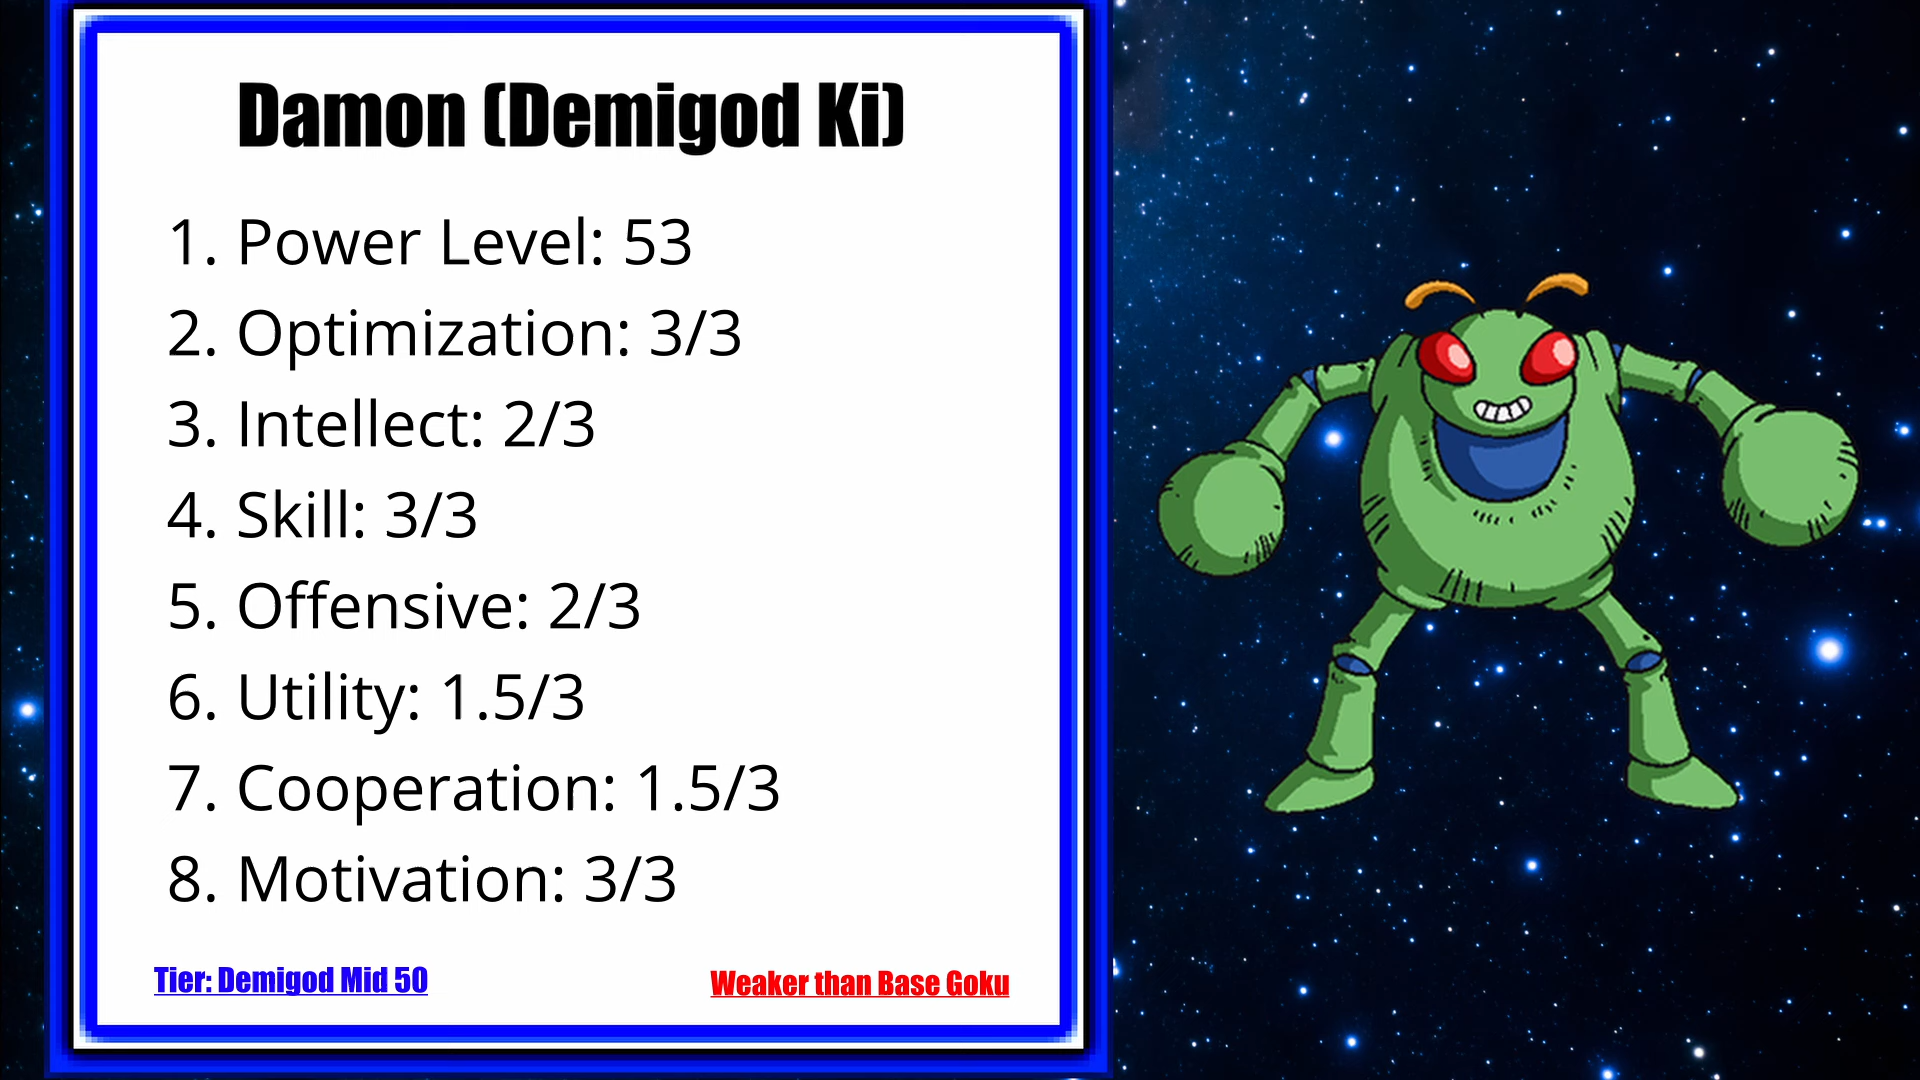 Damon (Demigod Ki)
1. Power Level: 53
2. Optimization: 3/3
3. Intellect: 2/3
4. Skill: 3/3
5. Offensive: 2/3
6. Utility: 1.5/3
7. Cooperation: 1.5/3
8. Motivation: 3/3
Tier: Demigod Mid 50
Weaker than Base Goku